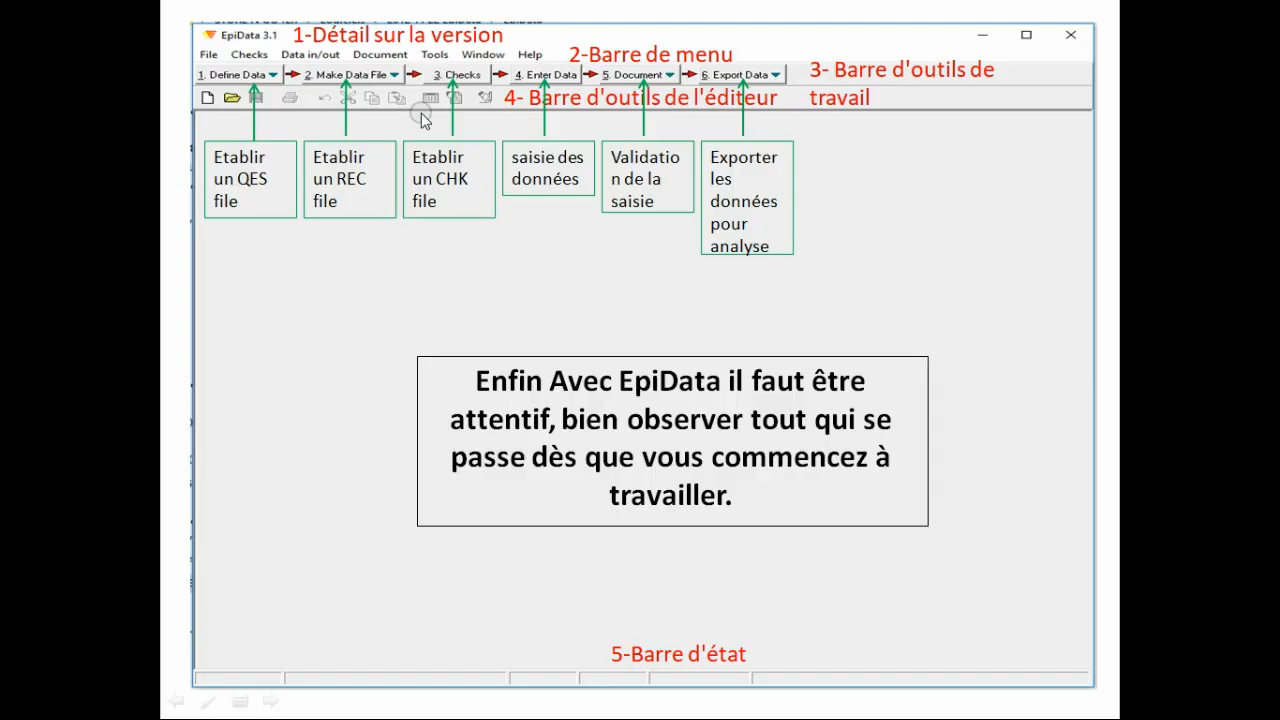 EpiData 3.1
1-Détail sur la version
File Checks Data in/out Document Tools Window Help
2-Barre de menu
1. Define Data 2. Make Data File 3. Checks 4. Enter Data 5. Document 6. Export Data
3- Barre d'outils de
travail
4- Barre d'outils de l'éditeur
Etablir
un QES
file
Etablir
un REC
file
Etablir
un CHK
file
saisie des
données
Validatio
n de la
saisie
Exporter
les
données
pour
analyse
Enfin Avec EpiData il faut être
attentif, bien observer tout qui se
passe dès que vous commencez à
travailler.
5-Barre d'état